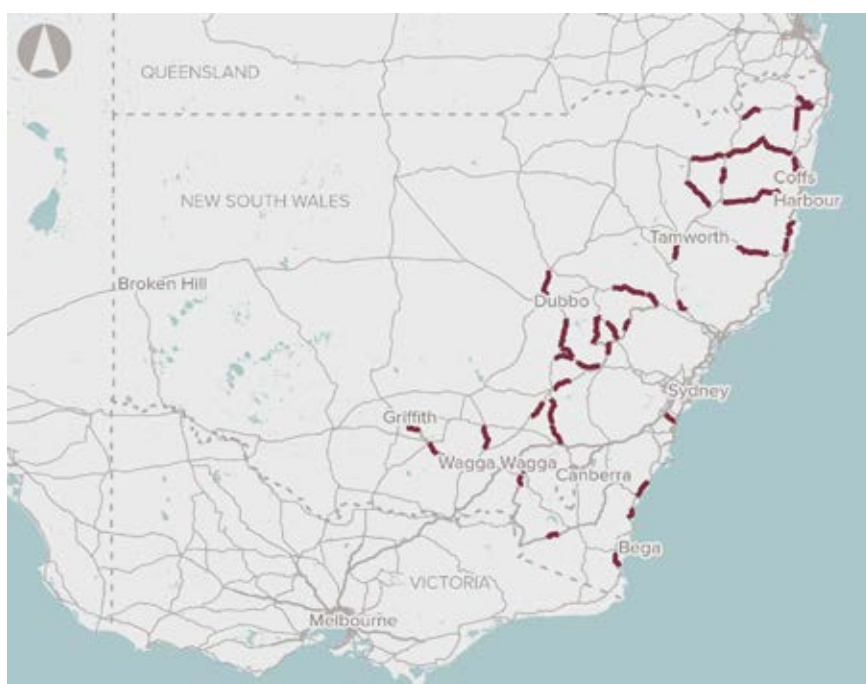 QUEENSLAND
NEW SOUTH WALES
Coffs
Harbour
Tamworth
Broken Hill
Dubbo
Sydney
Griffith
Wagga Wagga
Canberra
Bega
VICTORIA
Melbourne